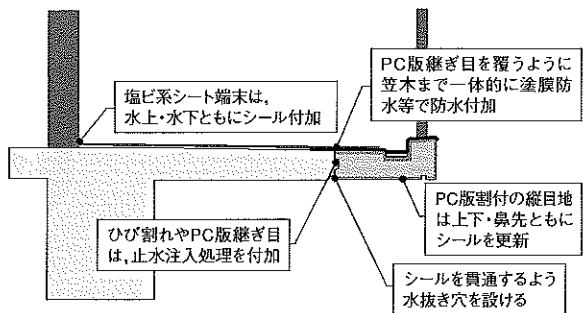 PC版継ぎ目を覆うように
笠木まで一体的に塗膜防
水等で防水付加
塩ビ系シート端末は,
水上・水下ともにシール付加
PC版割付の縦目地
は上下・鼻先ともに
シールを更新
ひび割れやPC版継ぎ目
は,止水注入処理を付加
シールを貫通するよう
水抜き穴を設ける